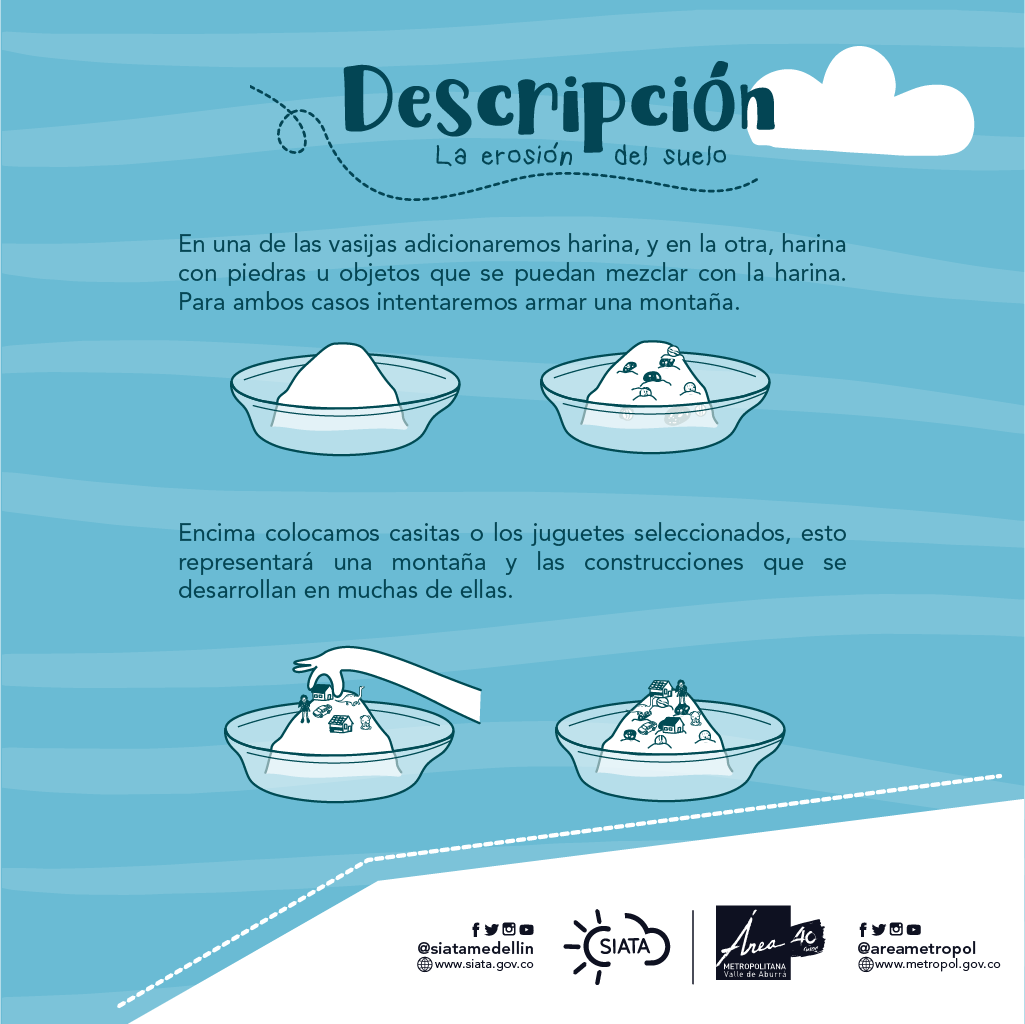 Descripción
La erosión del suelo
En una de las vasijas adicionaremos harina, y en la otra, harina
con piedras u objetos que se puedan mezclar con la harina.
Para ambos casos intentaremos armar una montaña.
Encima colocamos casitas o los juguetes seleccionados, esto
representará una montaña y las construcciones que se
desarrollan en muchas de ellas.
@siatamedellin
www.siata.gov.co
SIATA
Área 40
METROPOLITANA
Valle de Aburrá
@areametropol
www.metropol.gov.co